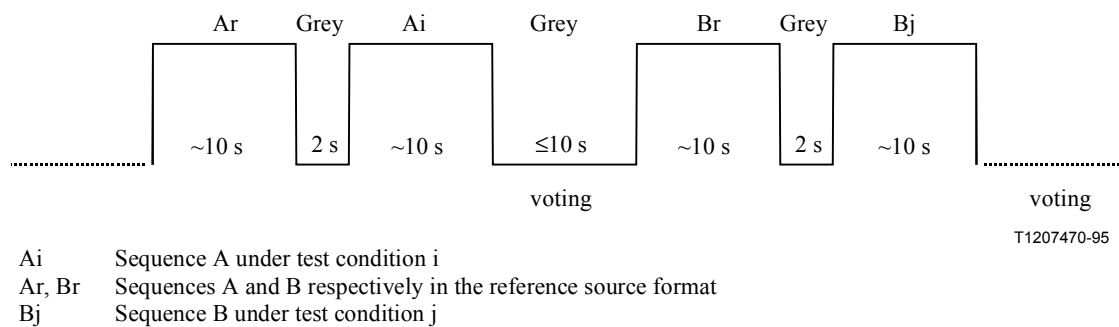 Ar Grey Ai Grey Br Grey Bj
~10 s 2 s ~10 s ≤10 s ~10 s 2 s ~10 s
voting voting
T1207470-95
Ai Sequence A under test condition i
Ar, Br Sequences A and B respectively in the reference source format
Bj Sequence B under test condition j